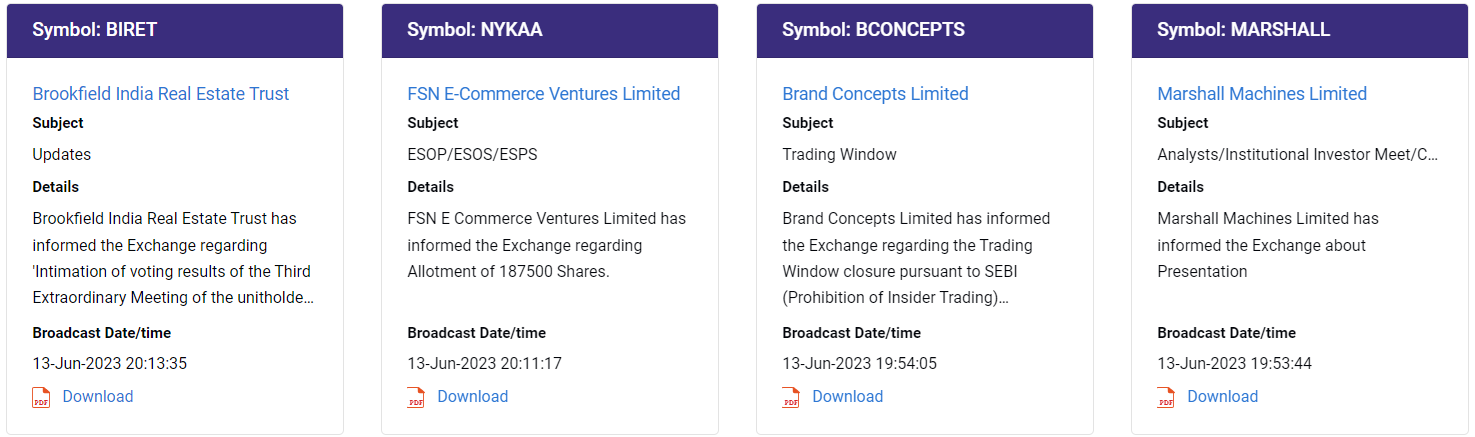 Symbol: BIRET
Brookfield India Real Estate Trust
Subject
Updates
Details
Brookfield India Real Estate Trust has
informed the Exchange regarding
'Intimation of voting results of the Third
Extraordinary Meeting of the unitholde...
Broadcast Date/time
13-Jun-2023 20:13:35
PDF Download
Symbol: NYKAA
FSN E-Commerce Ventures Limited
Subject
ESOP/ESOS/ESPS
Details
FSN E Commerce Ventures Limited has
informed the Exchange regarding
Allotment of 187500 Shares.
Broadcast Date/time
13-Jun-2023 20:11:17
PDF Download
Symbol: BCONCEPTS
Brand Concepts Limited
Subject
Trading Window
Details
Brand Concepts Limited has informed
the Exchange regarding the Trading
Window closure pursuant to SEBI
(Prohibition of Insider Trading)...
Broadcast Date/time
13-Jun-2023 19:54:05
PDF Download
Symbol: MARSHALL
Marshall Machines Limited
Subject
Analysts/Institutional Investor Meet/C...
Details
Marshall Machines Limited has
informed the Exchange about
Presentation
Broadcast Date/time
13-Jun-2023 19:53:44
PDF Download